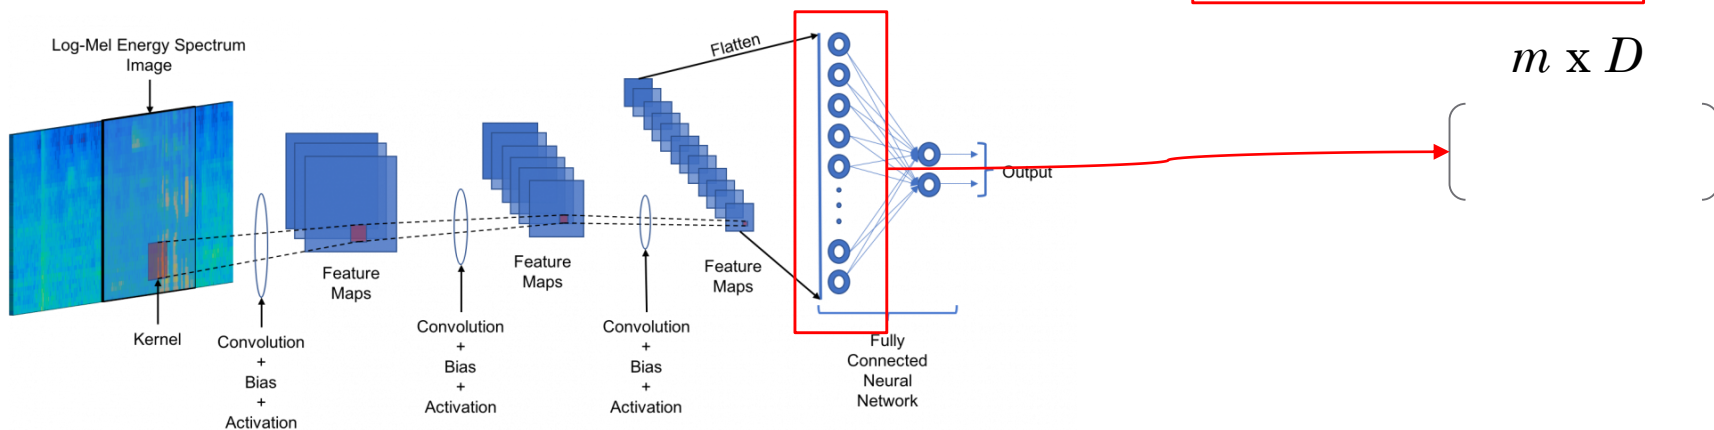 Log-Mel Energy Spectrum
Image
Flatten
m x D
Output
Kernel
Convolution
+
Bias
+
Activation
Feature
Maps
Convolution
+
Bias
+
Activation
Feature
Maps
Convolution
+
Bias
+
Activation
Feature
Maps
Fully
Connected
Neural
Network